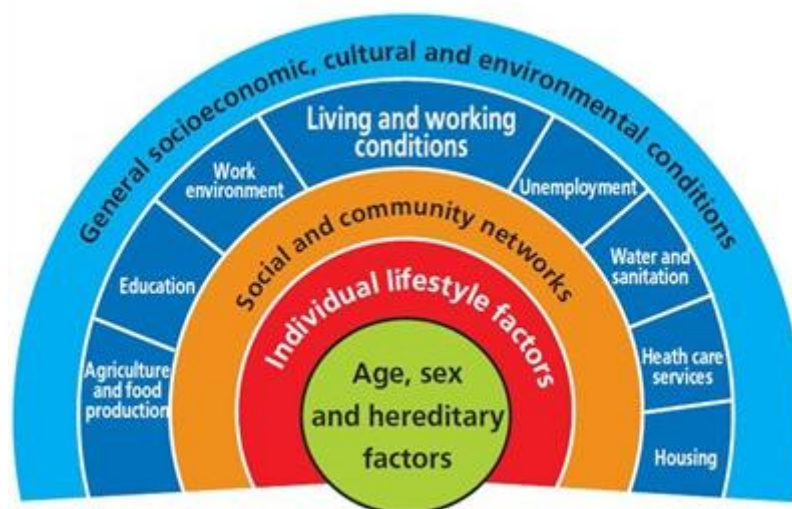 General socioeconomic, cultural and environmental conditions
Living and working
conditions
Work
environment
Unemployment
Education
Water and
sanitation
Agriculture
and food
production
Heath care
services
Housing
Social and community networks
Individual lifestyle factors
Age, sex
and hereditary
factors